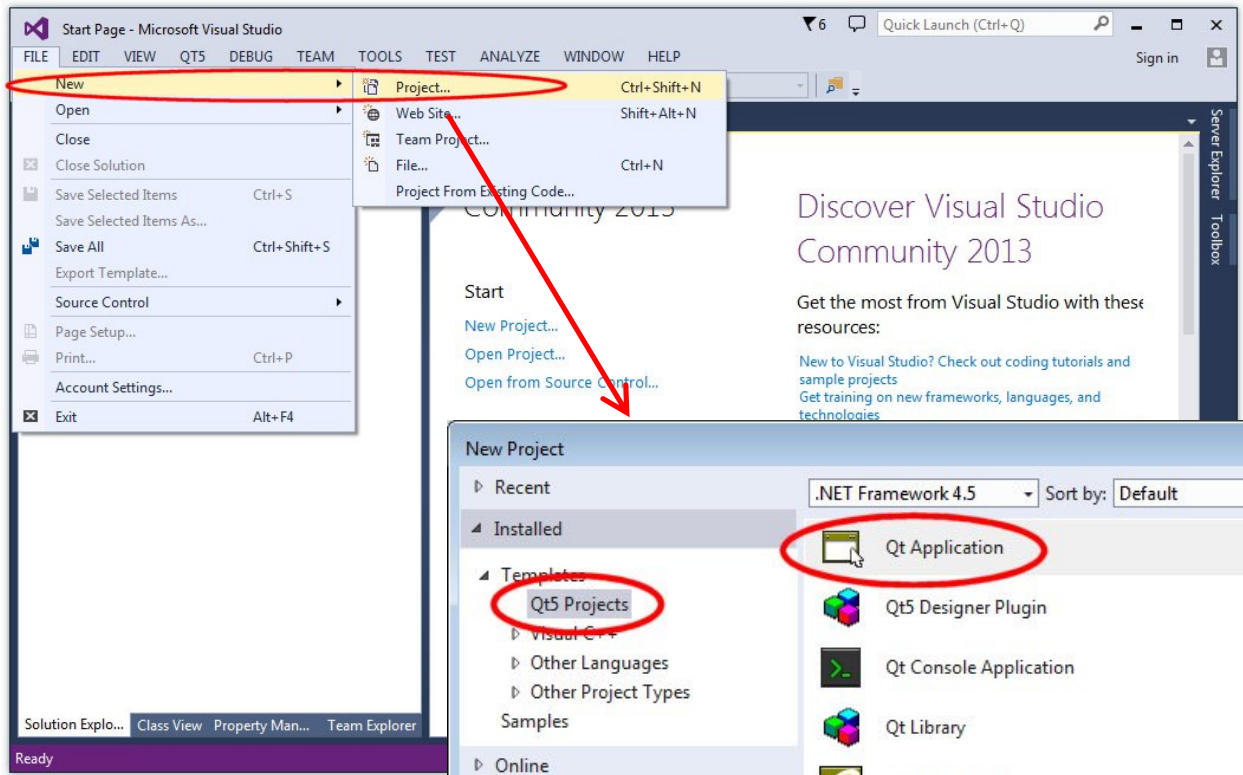 Start Page - Microsoft Visual Studio
6
Quick Launch (Ctrl+Q)
FILE EDIT VIEW QT5 DEBUG TEAM TOOLS TEST ANALYZE WINDOW HELP
Sign in
New
Open
Close
Close Solution
Save Selected Items Ctrl+S
Save Selected Items As...
Save All Ctrl+Shift+S
Export Template...
Source Control
Page Setup...
Print... Ctrl+P
Account Settings...
Exit Alt+F4
Project... Ctrl+Shift+N
Web Site... Shift+Alt+N
Team Project...
File... Ctrl+N
Project From Existing Code...
Community 2013
Start
New Project...
Open Project...
Open from Source Control...
Discover Visual Studio
Community 2013
Get the most from Visual Studio with these
resources:
New to Visual Studio? Check out coding tutorials and
sample projects
Get training on new frameworks, languages, and
technologies
Server Explorer
Toolbox
Solution Explo... Class View Property Man... Team Explorer
Ready
New Project
Recent
Installed
Templates
Qt5 Projects
Visual C++
Other Languages
Other Project Types
Samples
Online
.NET Framework 4.5 Sort by: Default
Qt Application
Qt5 Designer Plugin
Qt Console Application
Qt Library